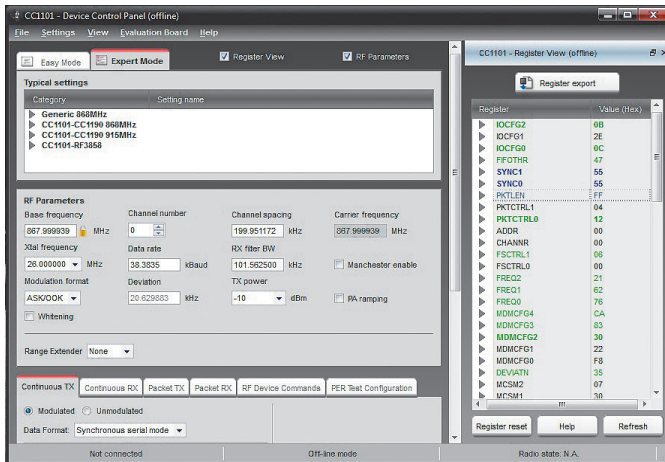 CC1101 - Device Control Panel (offline)
File Settings View Evaluation Board Help
Easy Mode Expert Mode Register View RF Parameters
Typical settings
Category Setting name
Generic 868MHz
CC1101-CC1190 868MHz
CC1101-CC1190 915MHz
CC1101-RF3858
RF Parameters
Base frequency Channel number Channel spacing Carrier frequency
867.999939 MHz 0 199.951172 kHz 867.999939 MHz
Xtal frequency Data rate RX filter BW
26.000000 MHz 38.3835 kBaud 101.562500 kHz Manchester enable
Modulation format Deviation TX power
ASK/OOK 20.629883 kHz -10 dBm PA ramping
Whitening
Range Extender None
Continuous TX Continuous RX Packet TX Packet RX RF Device Commands PER Test Configuration
Modulated Unmodulated
Data Format: Synchronous serial mode
Not connected Off-line mode Radio state: N.A.
CC1101 - Register View (offline)
Register export
Register Value (Hex)
IOCFG2 0B
IOCFG1 2E
IOCFG0 0C
FIFOTHR 47
SYNC1 55
SYNC0 55
PKTLEN FF
PKTCTRL1 04
PKTCTRL0 12
ADDR 00
CHANNR 00
FSCTRL1 06
FSCTRL0 00
FREQ2 21
FREQ1 62
FREQ0 76
MDMCFG4 CA
MDMCFG3 83
MDMCFG2 30
MDMCFG1 22
MDMCFG0 F8
DEVIATN 35
MCSM2 07
MCSM1 30
Register reset Help Refresh